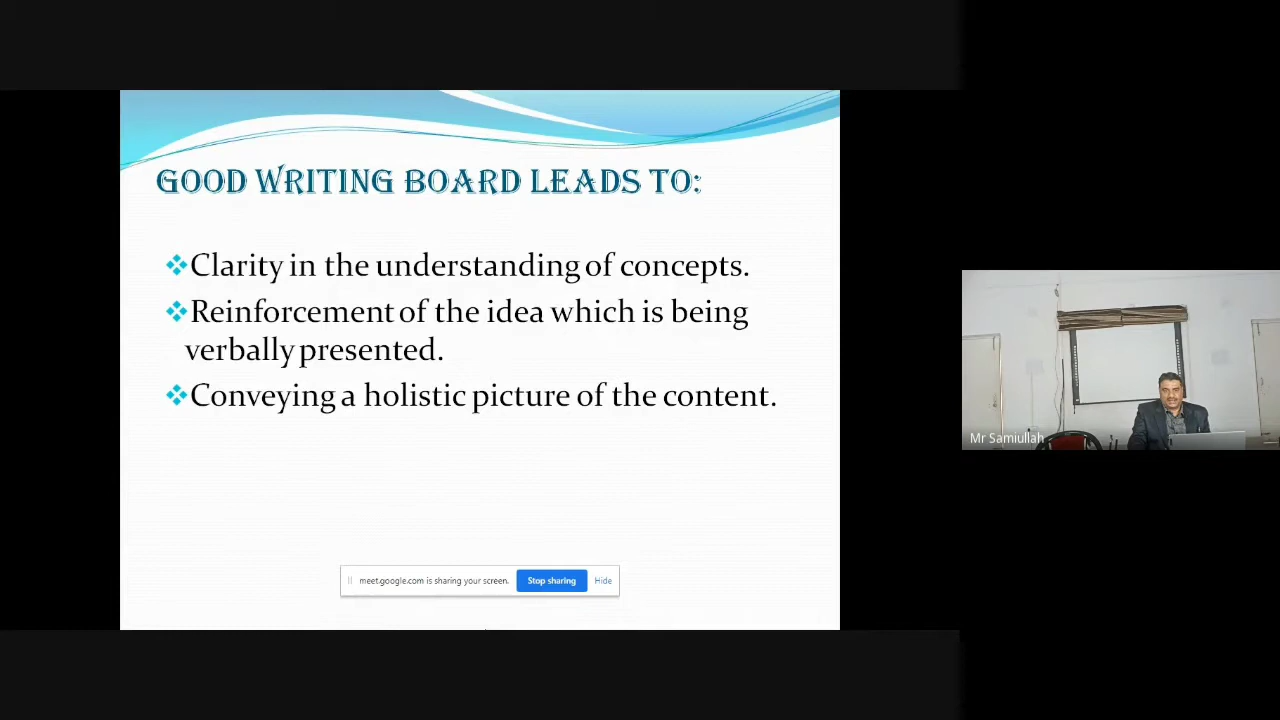 GOOD WRITING BOARD LEADS TO:
Clarity in the understanding of concepts.
Reinforcement of the idea which is being
verbally presented.
Conveying a holistic picture of the content.
meet.google.com is sharing your screen. Stop sharing Hide
Mr Samiullah